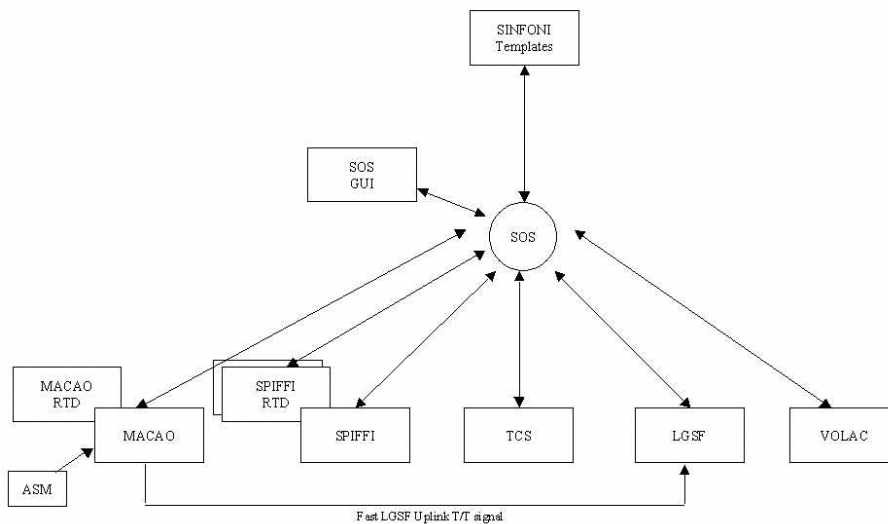 SINFONI
Templates
SOS
GUI
SOS
MACAO
RTD
SPIFFI
RTD
MACAO
SPIFFI
TCS
LGSF
VOLAC
ASM
Fast LGSF Uplink T/T signal